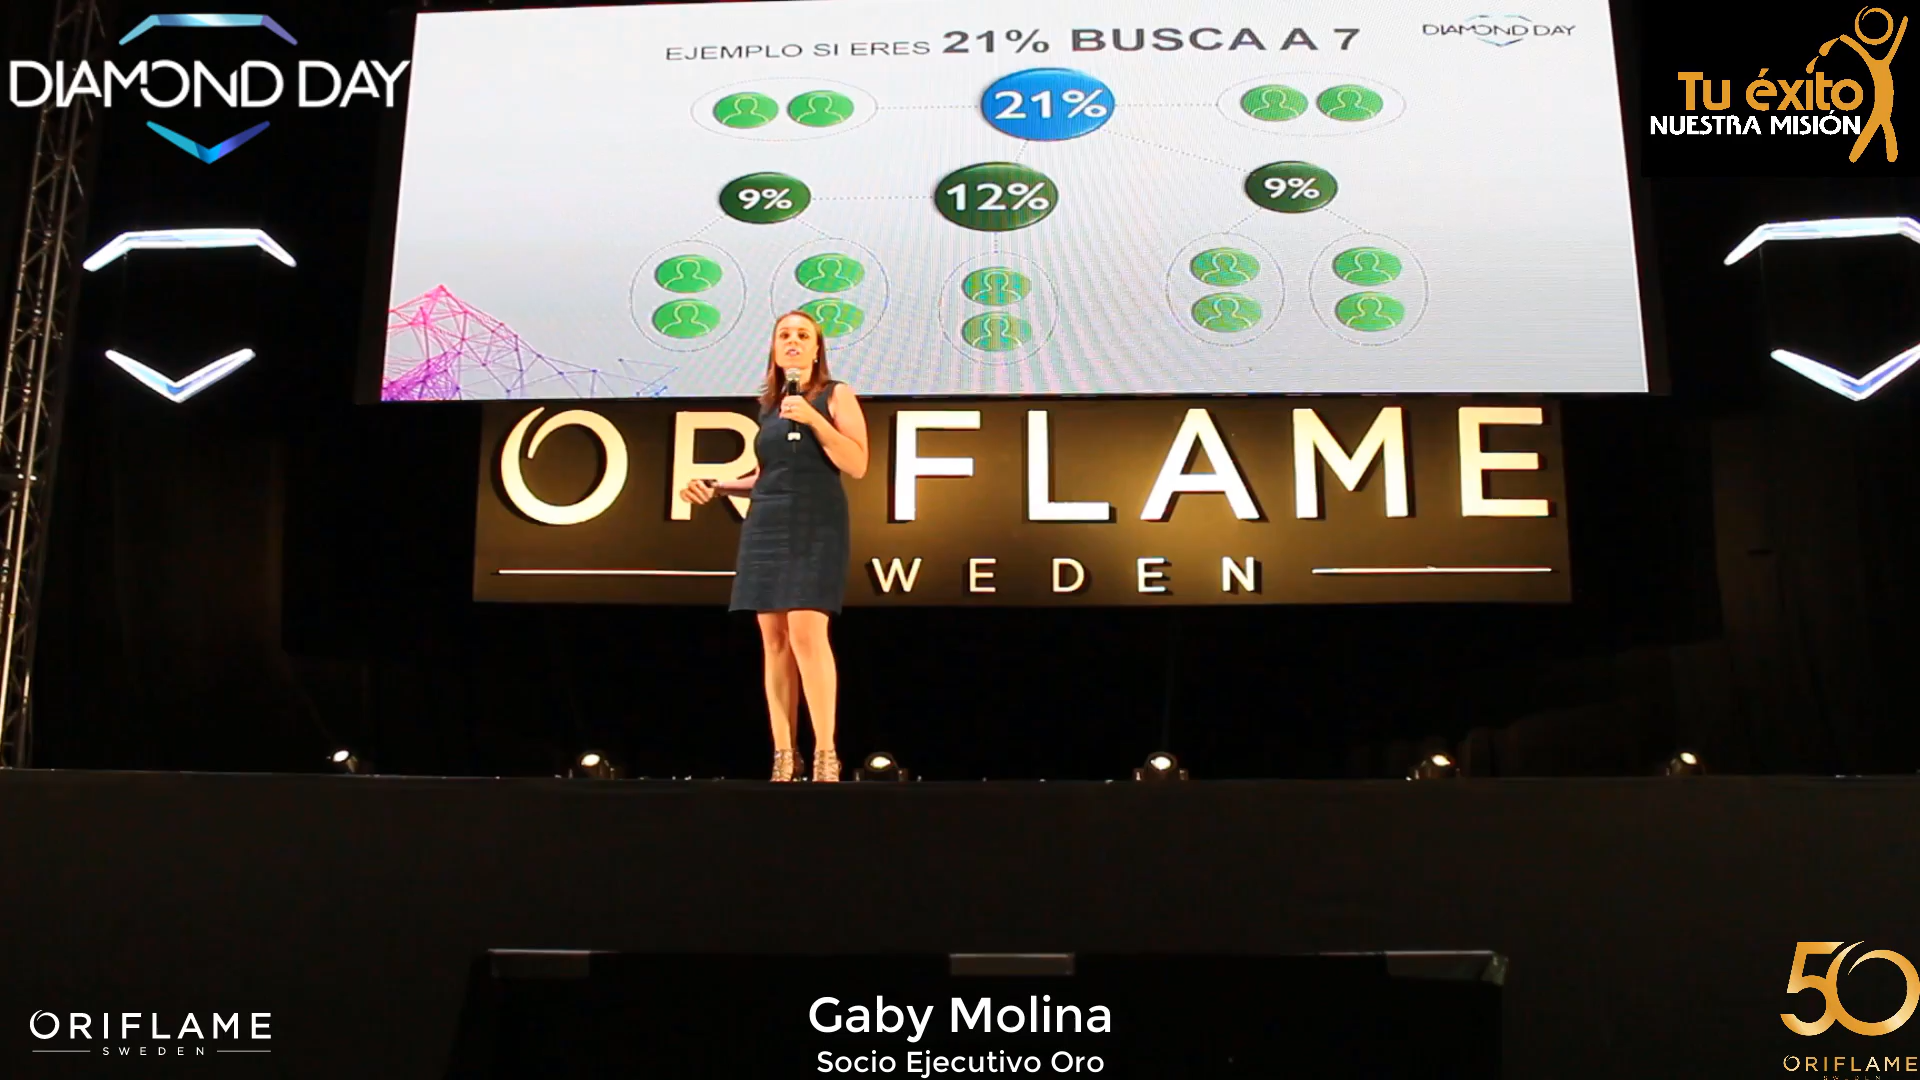 DIAMOND DAY
EJEMPLO SI ERES 21% BUSCA A 7
DIAMOND DAY
Tu éxito
NUESTRA MISIÓN
21%
9%
12%
9%
ORIFLAME
SWEDEN
Gaby Molina
Socio Ejecutivo Oro
ORIFLAME
SWEDEN
50
ORIFLAME
SWEDEN